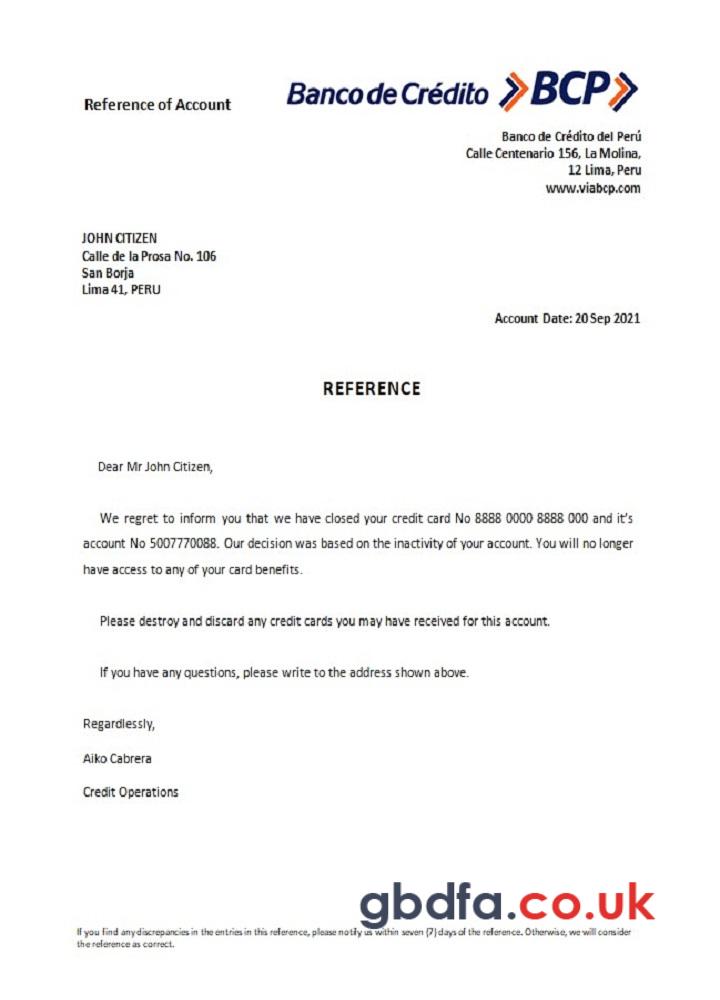 Reference of Account
Banco de Crédito BCP
Banco de Crédito del Perú
Calle Centenario 156, La Molina,
12 Lima, Peru
www.viabcp.com
JOHN CITIZEN
Calle de la Prosa No. 106
San Borja
Lima 41, PERU
Account Date: 20 Sep 2021
REFERENCE
Dear Mr John Citizen,
We regret to inform you that we have closed your credit card No 8888 0000 8888 000 and it's
account No 5007770088. Our decision was based on the inactivity of your account. You will no longer
have access to any of your card benefits.
Please destroy and discard any credit cards you may have received for this account.
If you have any questions, please write to the address shown above.
Regardlessly,
Aiko Cabrera
Credit Operations
gbdfa.co.uk
If you find any discrepancies in the entries in this reference, please notify us within seven (7) days of the reference. Otherwise, we will consider
the reference as correct.